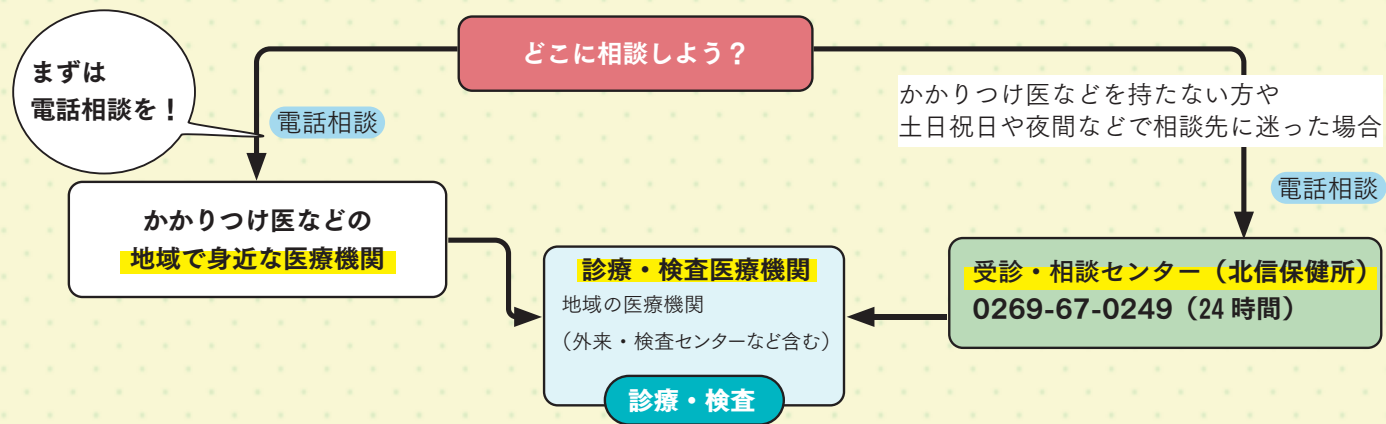 どこに相談しよう？
まずは
電話相談を！
電話相談
かかりつけ医などを持たない方や
土日祝日や夜間などで相談先に迷った場合
電話相談
かかりつけ医などの
地域で身近な医療機関
診療・検査医療機関
地域の医療機関
（外来・検査センターなど含む）
診療・検査
受診・相談センター（北信保健所）
0269-67-0249（24時間）